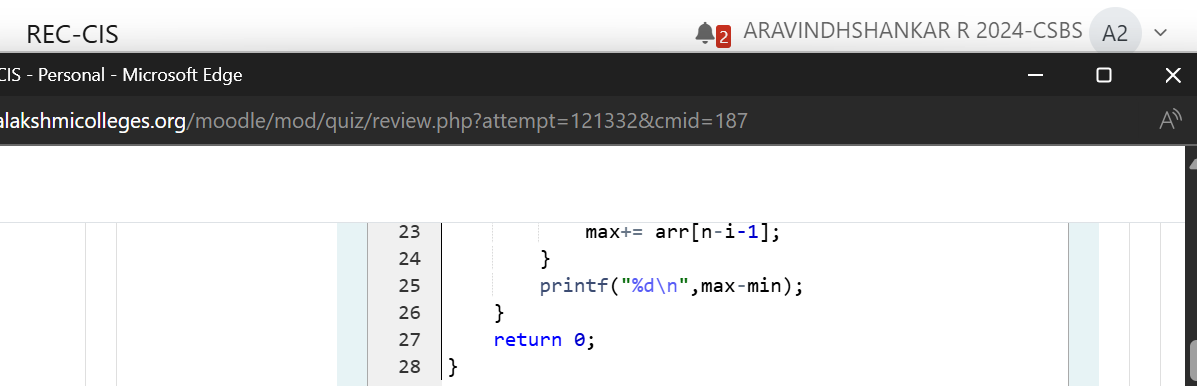 REC-CIS
2 ARAVINDHSHANKAR R 2024-CSBS A2
CIS - Personal - Microsoft Edge
alakshmicolleges.org/moodle/mod/quiz/review.php?attempt=121332&cmid=187
23 max+= arr[n-i-1];
24 }
25 printf("%d\n",max-min);
26 }
27 return 0;
28 }